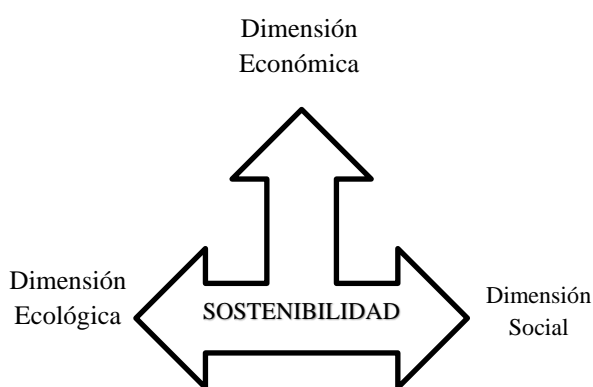 Dimensión
Económica
Dimensión
Ecológica
SOSTENIBILIDAD
Dimensión
Social